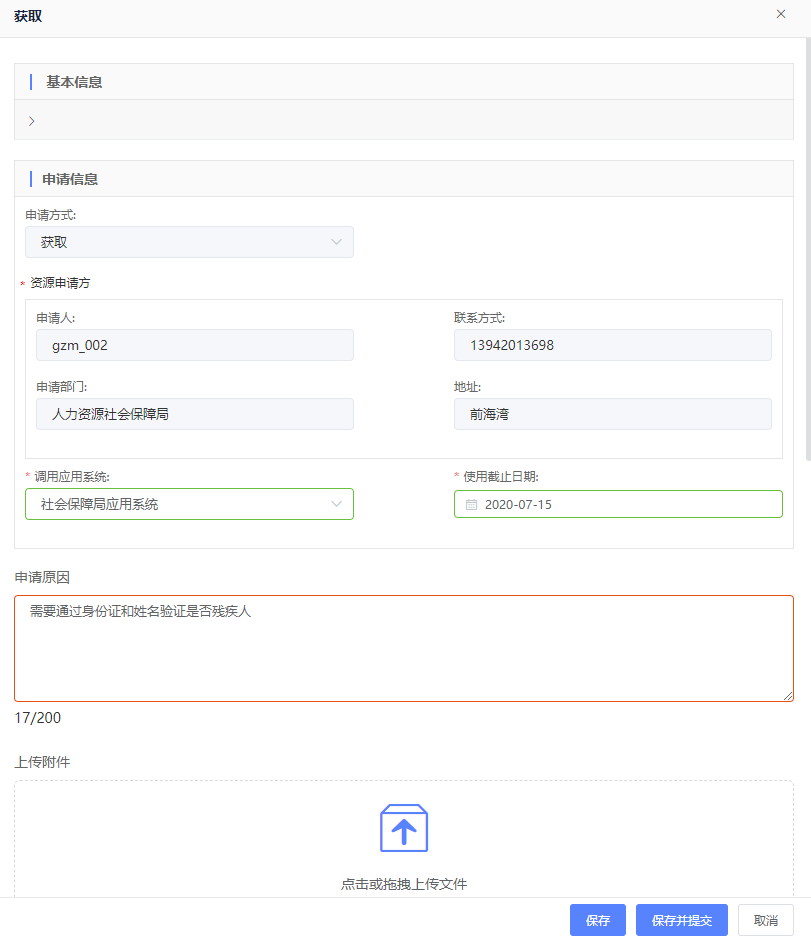 获取
基本信息
申请信息
申请方式:
获取
* 资源申请方
申请人:
联系方式:
gzm_002
13942013698
申请部门:
地址:
人力资源社会保障局
前海湾
* 调用应用系统:
* 使用截止日期:
社会保障局应用系统
2020-07-15
申请原因
需要通过身份证和姓名验证是否残疾人
17/200
上传附件
点击或拖拽上传文件
保存
保存并提交
取消